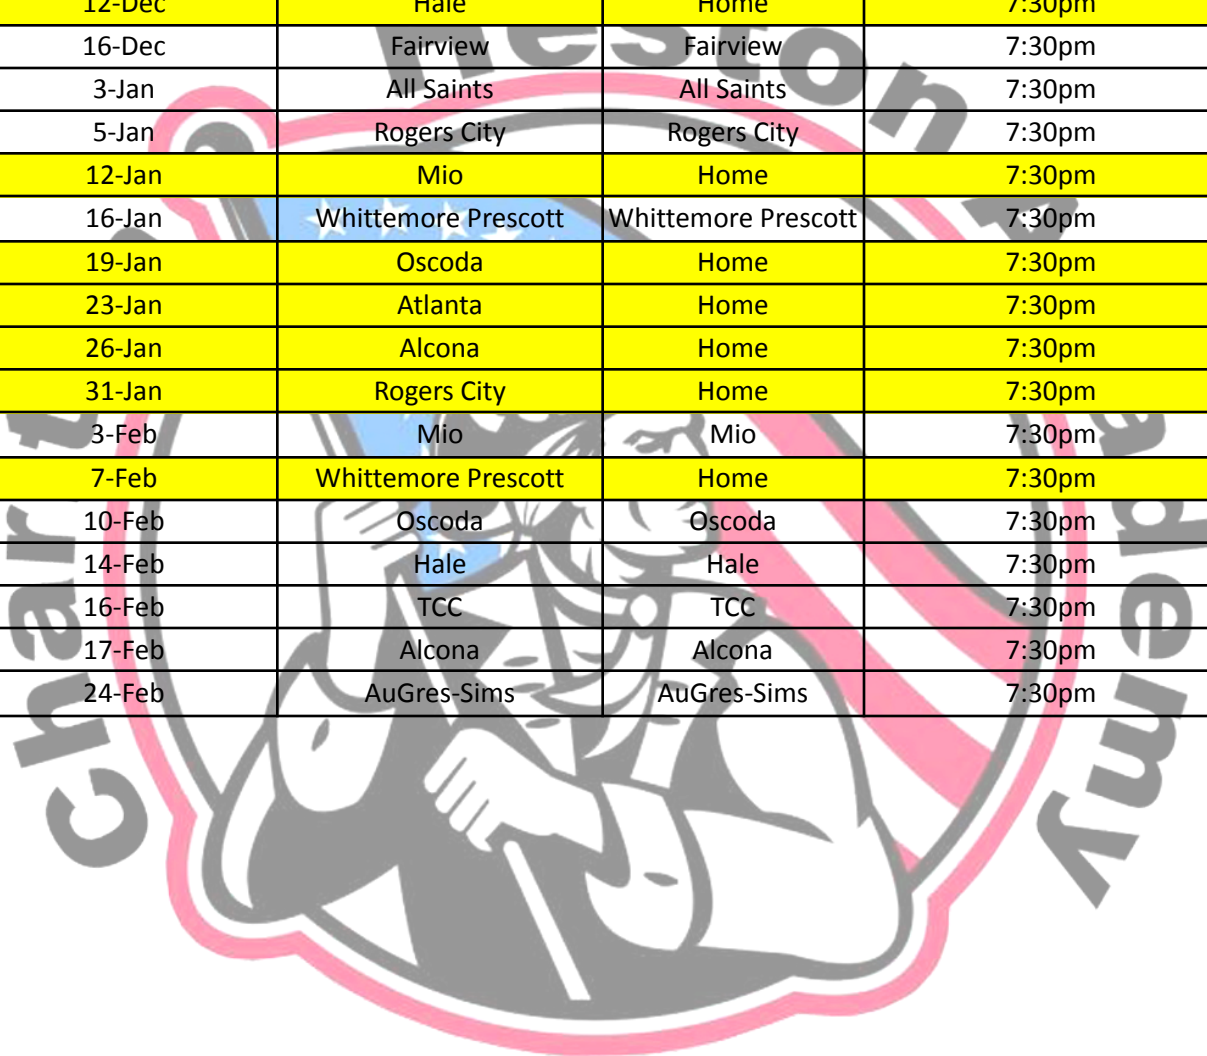 12-Dec Hale Home 7:30pm
16-Dec Fairview Fairview 7:30pm
3-Jan All Saints All Saints 7:30pm
5-Jan Rogers City Rogers City 7:30pm
12-Jan Mio Home 7:30pm
16-Jan Whittemore Prescott Whittemore Prescott 7:30pm
19-Jan Oscoda Home 7:30pm
23-Jan Atlanta Home 7:30pm
26-Jan Alcona Home 7:30pm
31-Jan Rogers City Home 7:30pm
3-Feb Mio Mio 7:30pm
7-Feb Whittemore Prescott Home 7:30pm
10-Feb Oscoda Oscoda 7:30pm
14-Feb Hale Hale 7:30pm
16-Feb TCC TCC 7:30pm
17-Feb Alcona Alcona 7:30pm
24-Feb AuGres-Sims AuGres-Sims 7:30pm